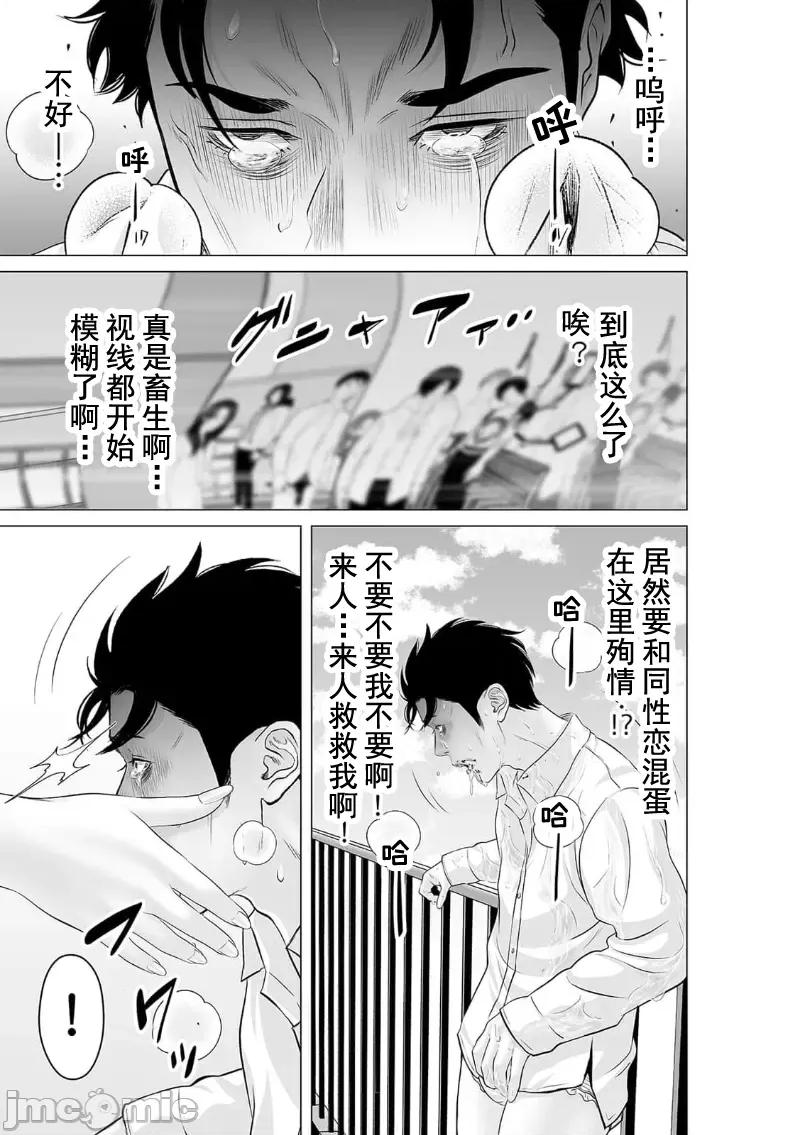 …呜呼…
呼
呼
不好─…
到底这么了
唉？
グニャァァ
真是畜生啊…
视线都开始
模糊了啊…
居然要和同性恋混蛋
在这里殉情…!?
哈─
哈─
哈─
不要不要我不要啊！
来人…来人救救我啊！
！
jmcomic